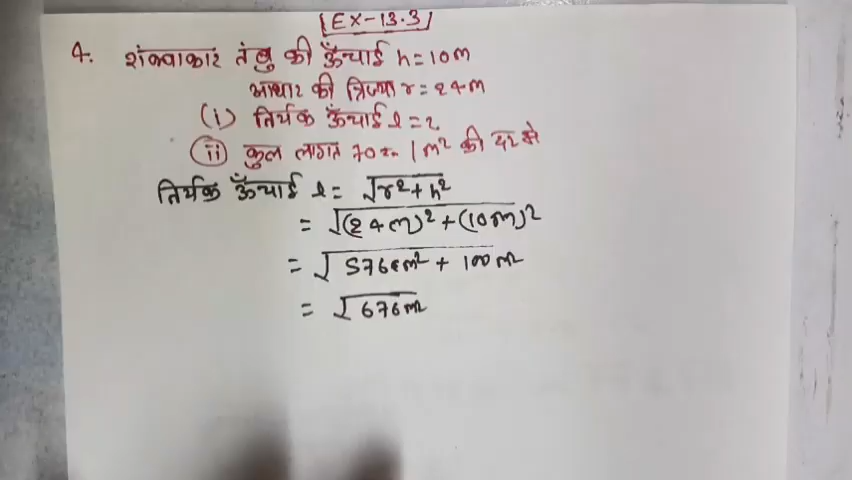 [EX-13.3]
4. शंक्वाकार तंबु की ऊँचाई h=10m
आधार की त्रिज्या r=24m
(i) तिर्यक ऊँचाई l=?
(ii) कुल लागत 70रू 1m² की दर से
तिर्यक ऊँचाई l= √r²+h²
= √(24m)²+(10m)²
= √576m² + 100m²
= √676m²